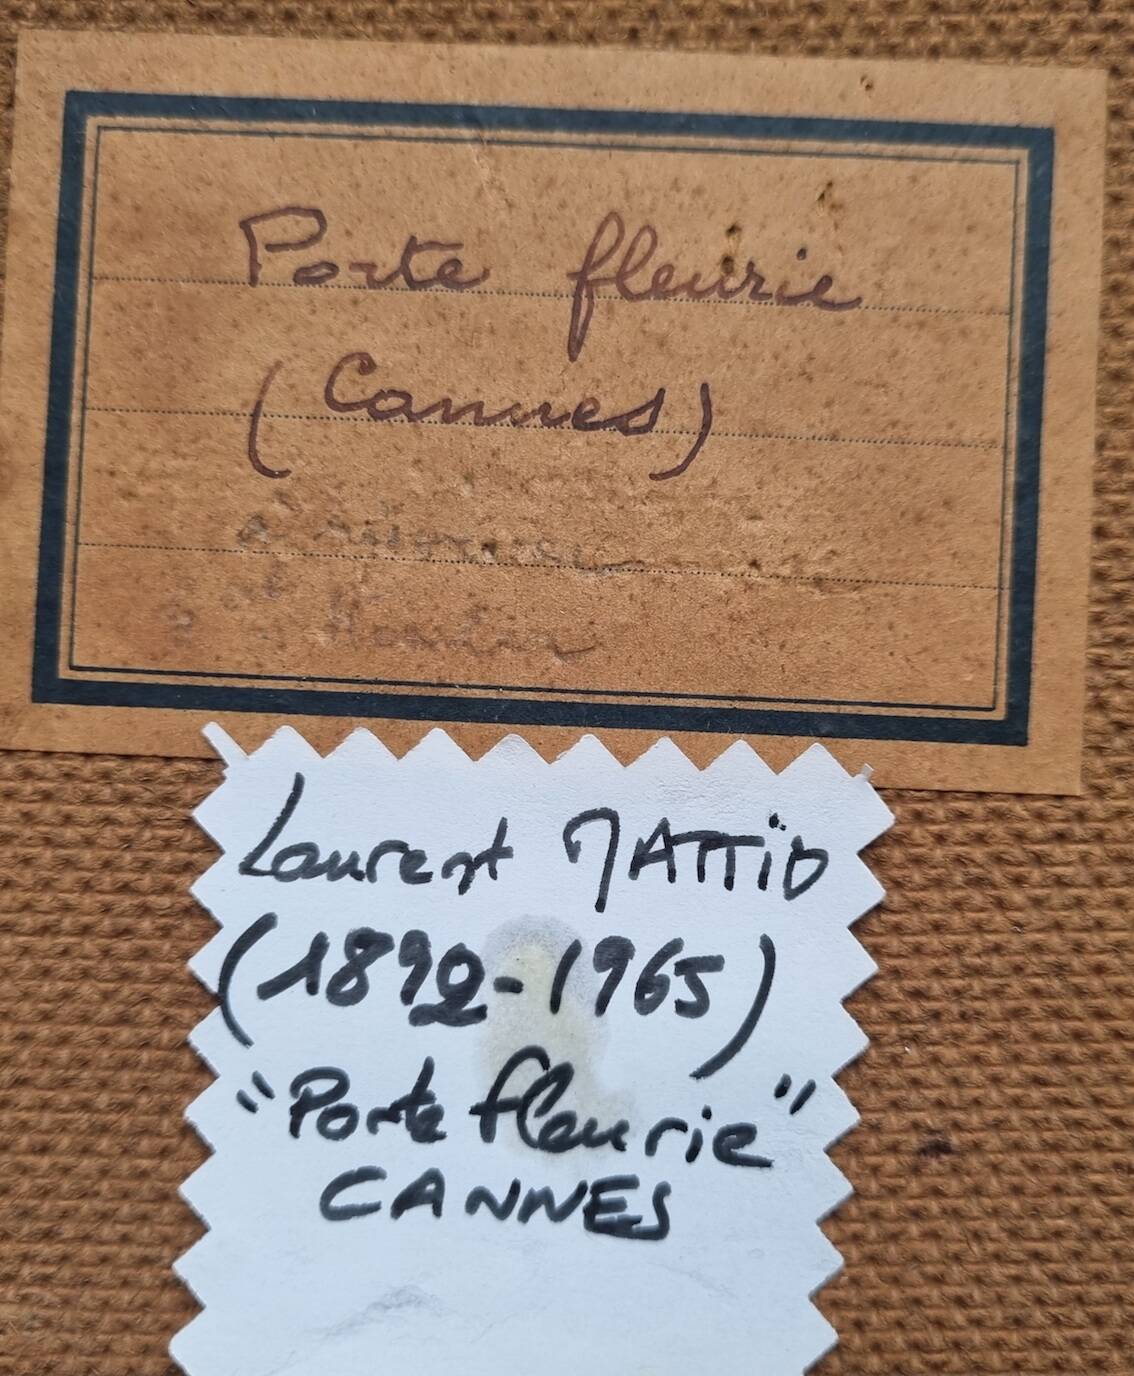 Porte fleurie
(Cannes)
Laurent MATTIO
(1892-1965)
"Porte fleurie"
CANNES